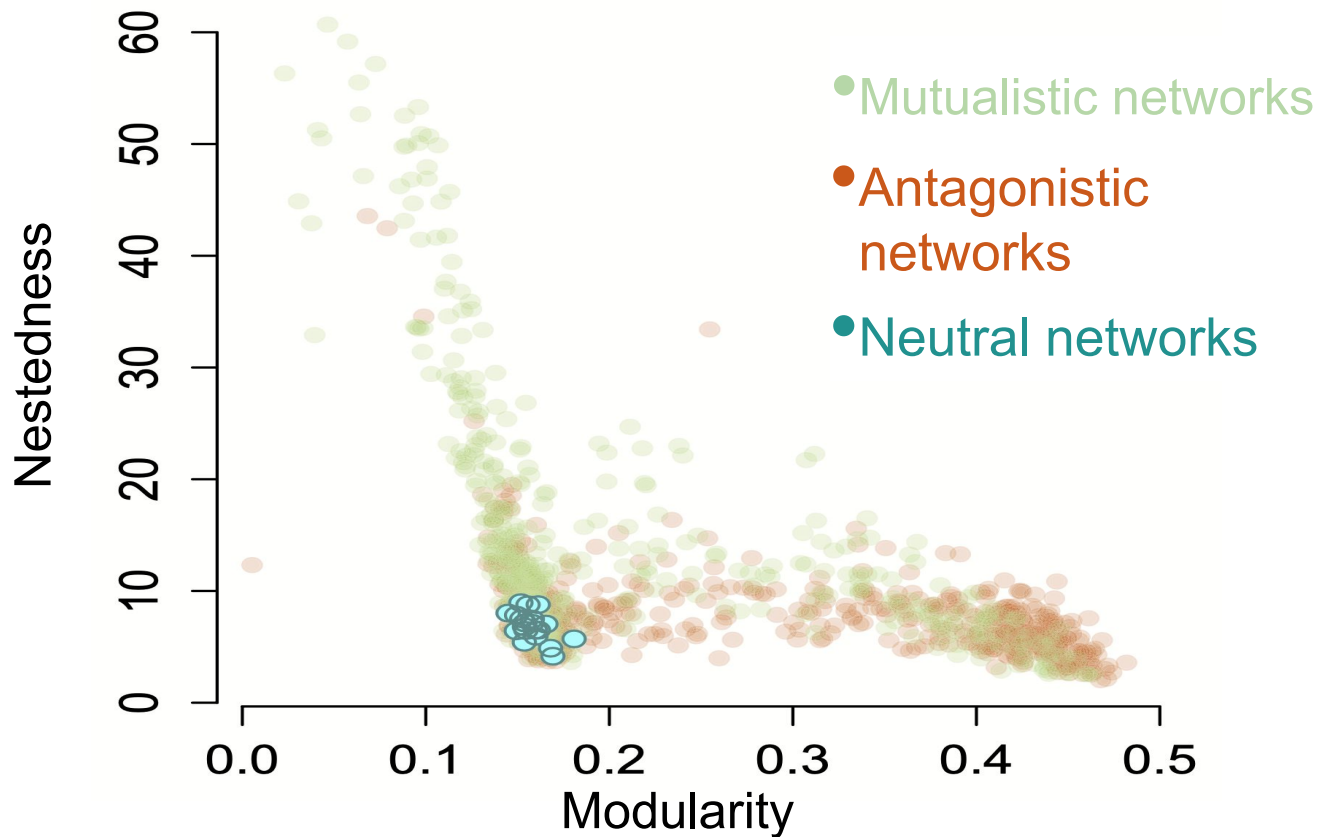 60
50
40
30
20
10
0
Nestedness
0.0 0.1 0.2 0.3 0.4 0.5
Modularity
Mutualistic networks
Antagonistic
networks
Neutral networks